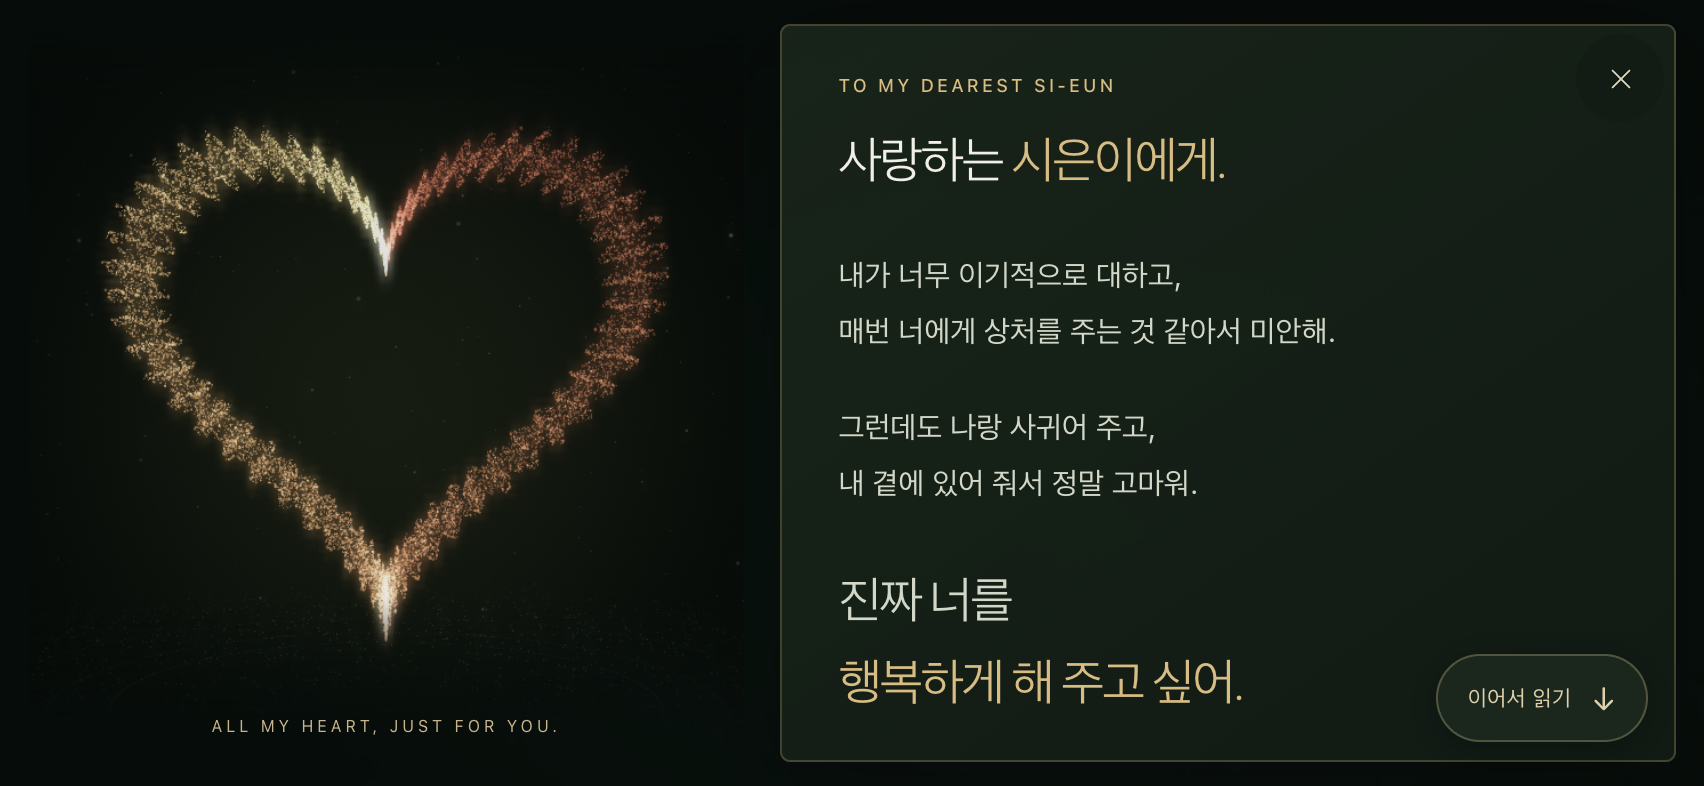 TO MY DEAREST SI-EUN
사랑하는 시은이에게.
내가 너무 이기적으로 대하고,
매번 너에게 상처를 주는 것 같아서 미안해.
그런데도 나랑 사귀어 주고,
내 곁에 있어 줘서 정말 고마워.
진짜 너를
행복하게 해 주고 싶어.
이어서 읽기
ALL MY HEART, JUST FOR YOU.